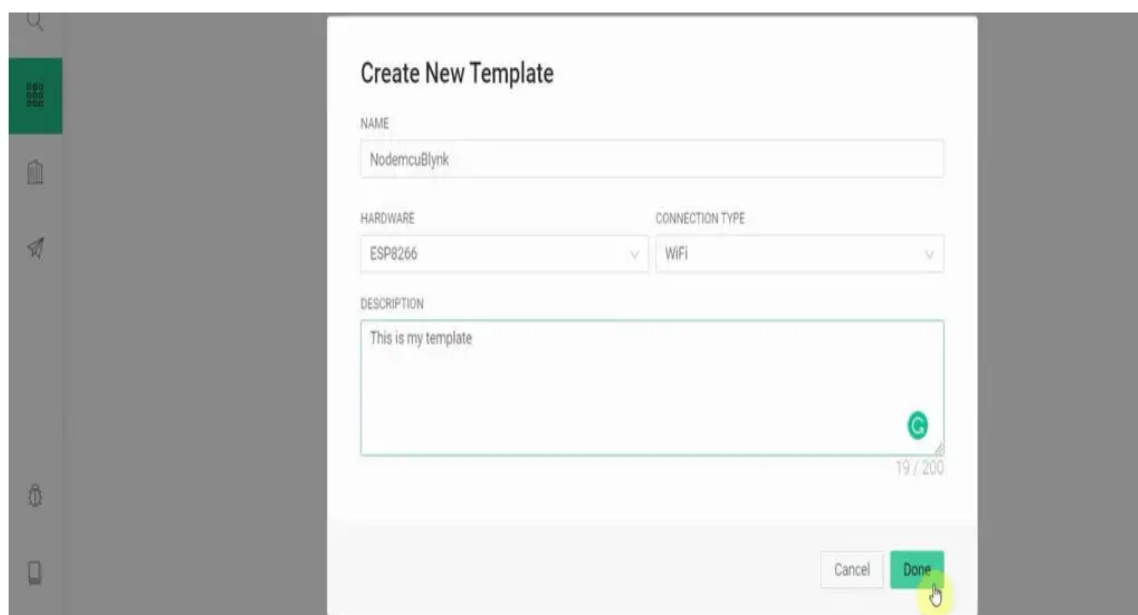 Create New Template
NAME
NodemcuBlynk
HARDWARE
CONNECTION TYPE
ESP8266
WiFi
DESCRIPTION
This is my template
19 / 200
Cancel
Done